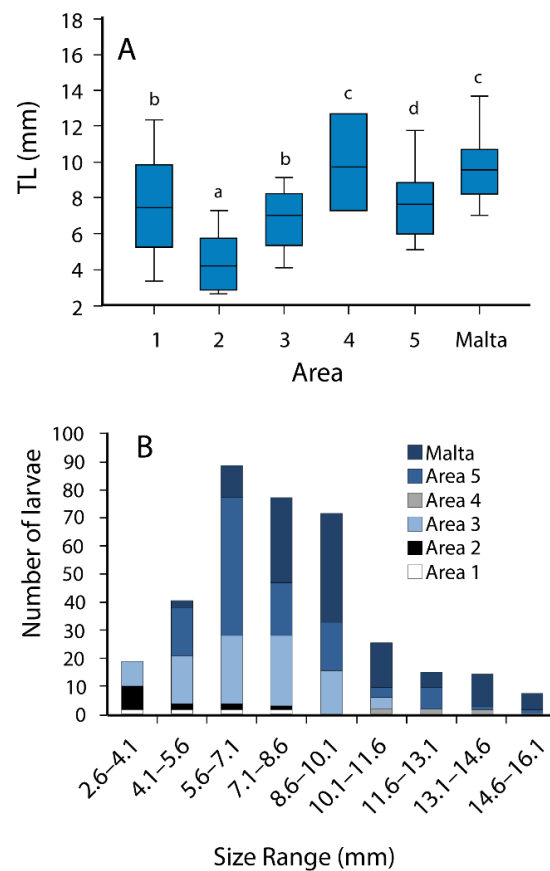 A
18
16
14
12
10
8
6
4
2
TL (mm)
b
a
b
c
d
c
1 2 3 4 5 Malta
Area
B
100
90
80
70
60
50
40
30
20
10
0
Number of larvae
Malta
Area 5
Area 4
Area 3
Area 2
Area 1
2.6–4.1
4.1–5.6
5.6–7.1
7.1–8.6
8.6–10.1
10.1–11.6
11.6–13.1
13.1–14.6
14.6–16.1
Size Range (mm)